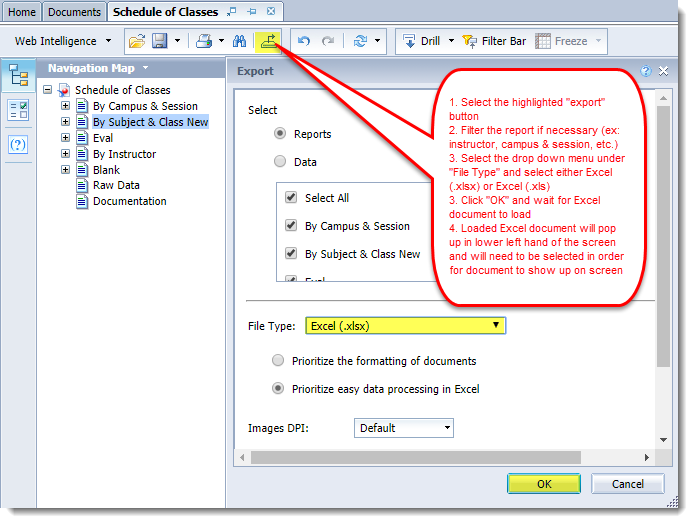 Home Documents Schedule of Classes
Web Intelligence Drill Filter Bar Freeze
Navigation Map
Schedule of Classes
By Campus & Session
By Subject & Class New
Eval
By Instructor
Blank
Raw Data
Documentation
Export
Select
Reports
Data
Select All
By Campus & Session
By Subject & Class New
Eval
File Type: Excel (.xlsx)
Prioritize the formatting of documents
Prioritize easy data processing in Excel
Images DPI: Default
OK Cancel
1. Select the highlighted "export"
button
2. Filter the report if necessary (ex:
instructor, campus & session, etc.)
3. Select the drop down menu under
"File Type" and select either Excel
(.xlsx) or Excel (.xls)
3. Click "OK" and wait for Excel
document to load
4. Loaded Excel document will pop
up in lower left hand of the screen
and will need to be selected in order
for document to show up on screen